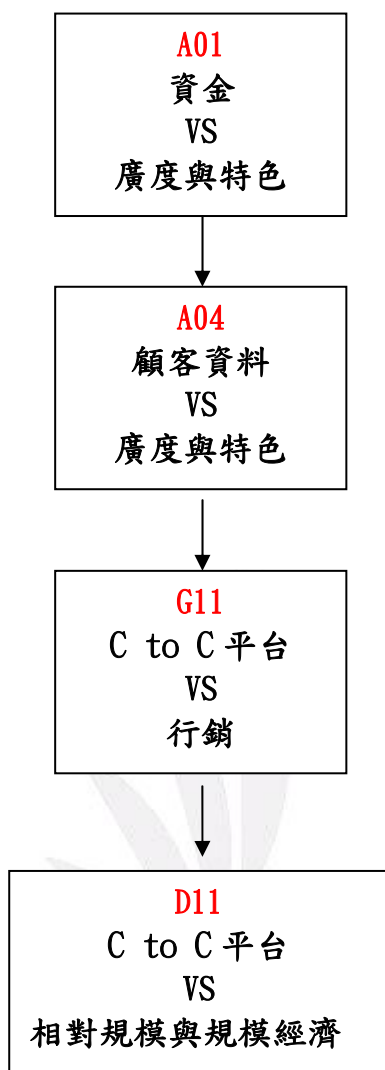 A01
資金
VS
廣度與特色
A04
顧客資料
VS
廣度與特色
G11
C to C 平台
VS
行銷
D11
C to C 平台
VS
相對規模與規模經濟